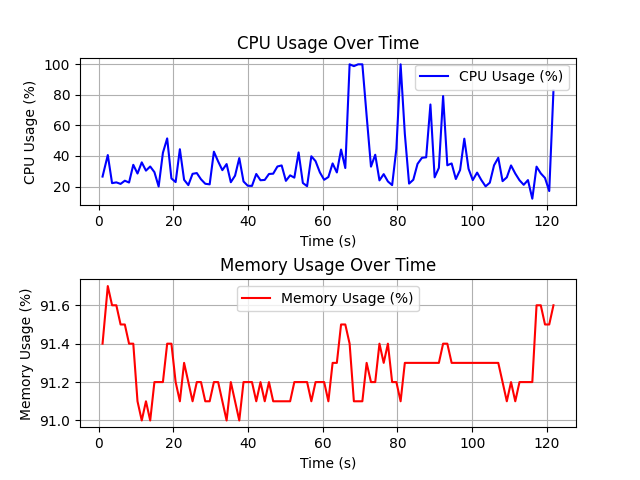 CPU Usage Over Time
CPU Usage (%)
100
80
60
40
20
CPU Usage (%)
0 20 40 60 80 100 120
Time (s)
Memory Usage Over Time
Memory Usage (%)
91.6
91.4
91.2
91.0
Memory Usage (%)
0 20 40 60 80 100 120
Time (s)